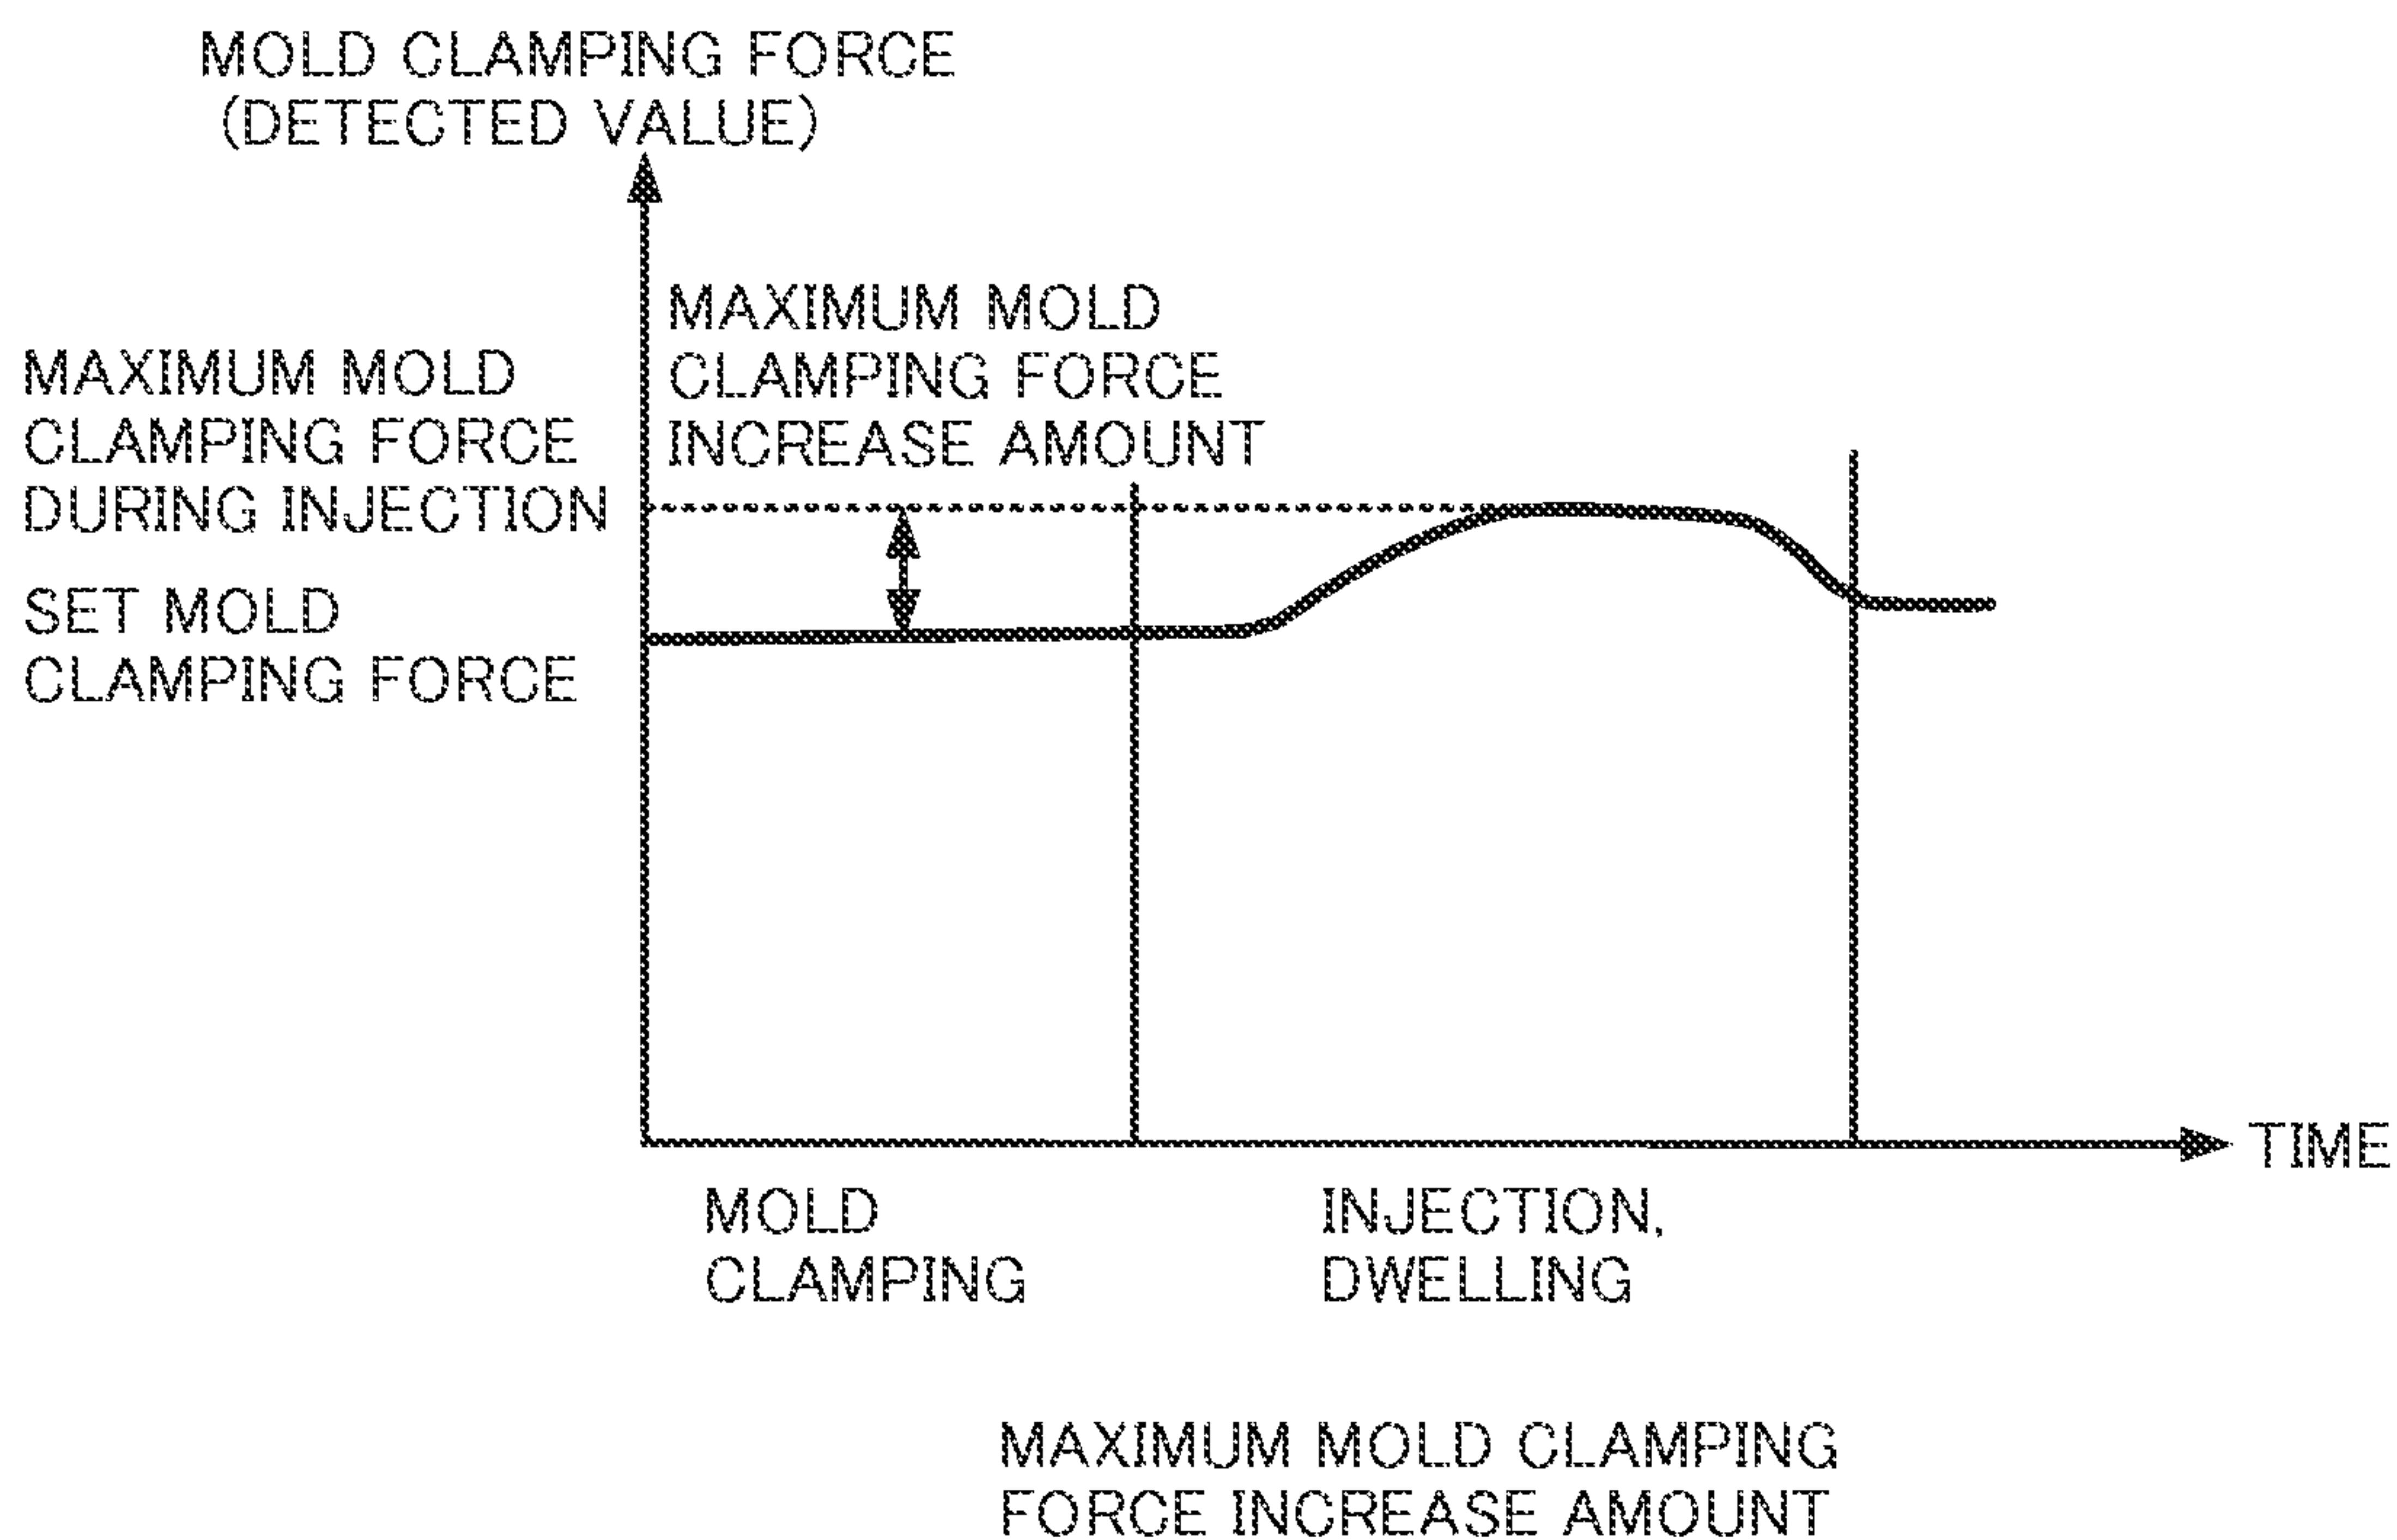 MOLD CLAMPING FORCE
(DETECTED VALUE)
MAXIMUM MOLD
CLAMPING FORCE
INCREASE AMOUNT
MAXIMUM MOLD
CLAMPING FORCE
DURING INJECTION
SET MOLD
CLAMPING FORCE
TIME
MOLD
CLAMPING
INJECTION,
DWELLING
MAXIMUM MOLD CLAMPING
FORCE INCREASE AMOUNT